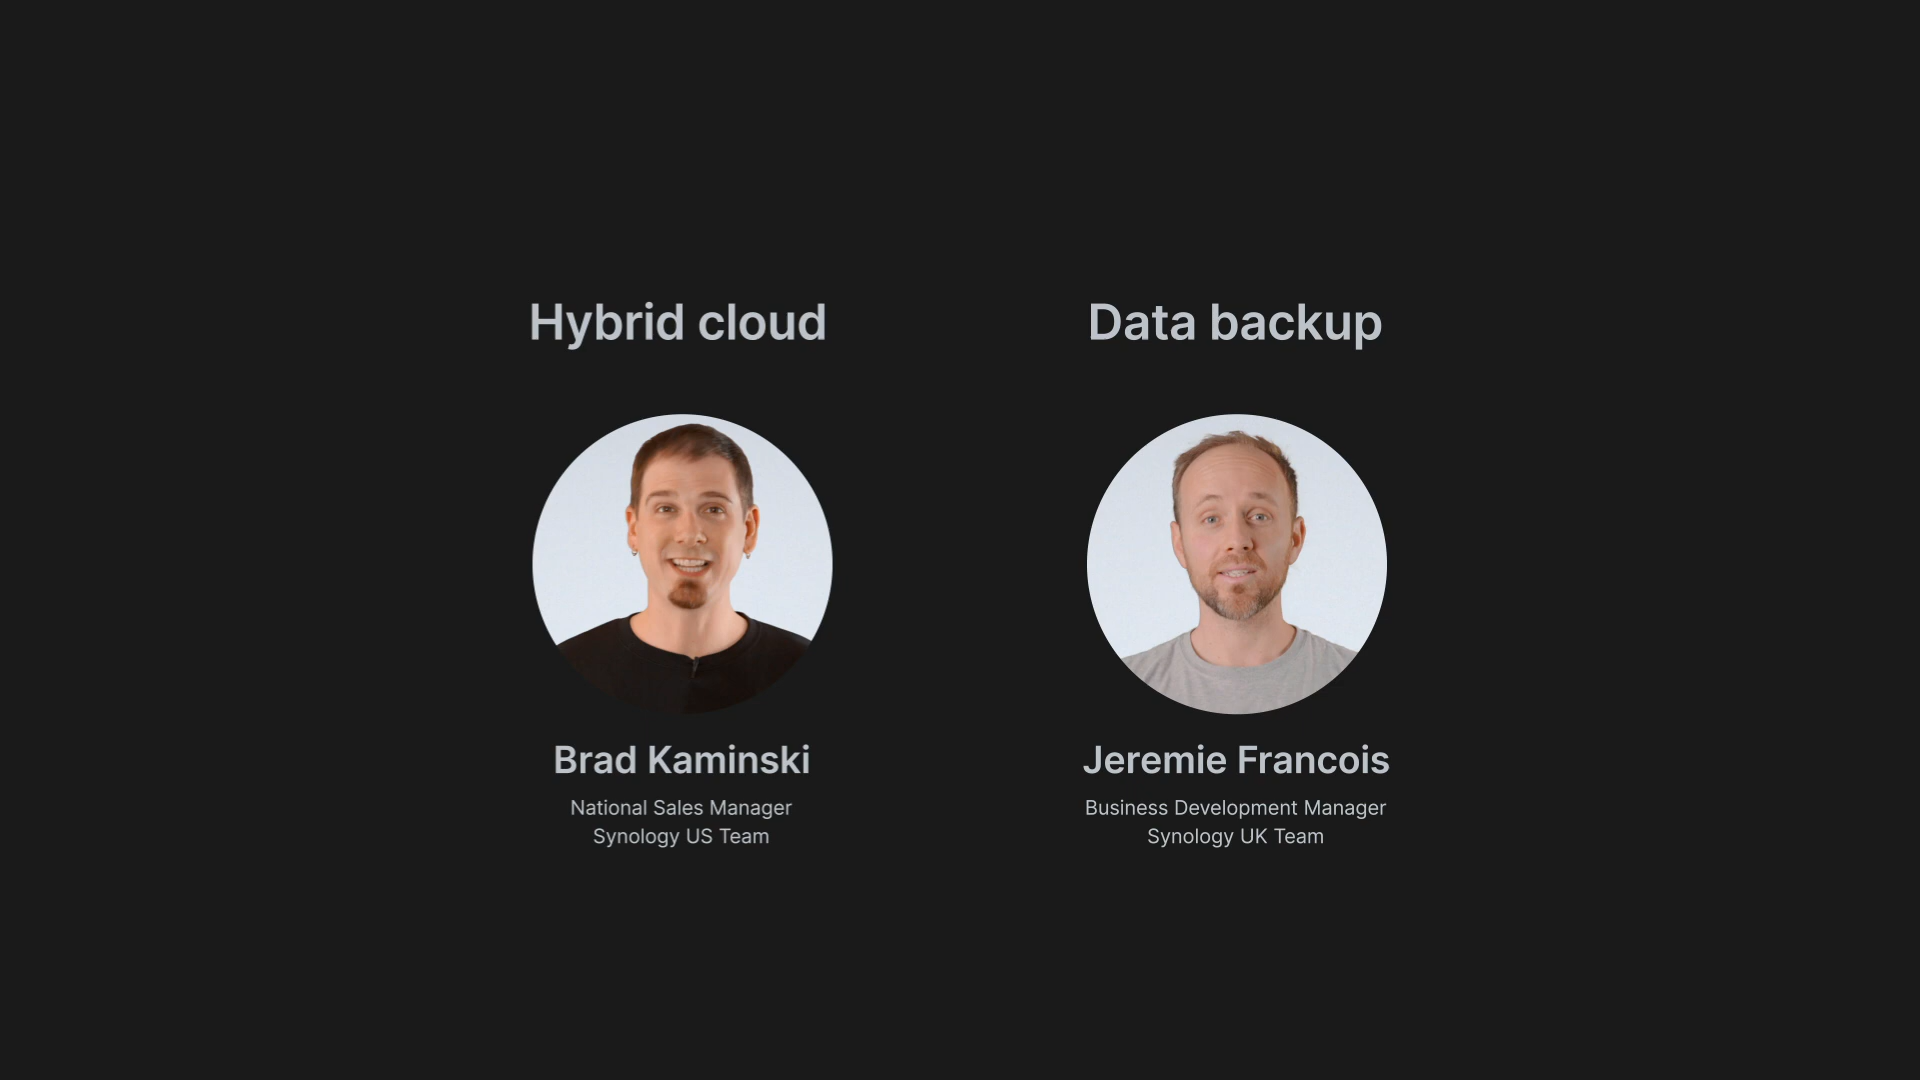 Hybrid cloud
Data backup
Brad Kaminski
National Sales Manager
Synology US Team
Jeremie Francois
Business Development Manager
Synology UK Team